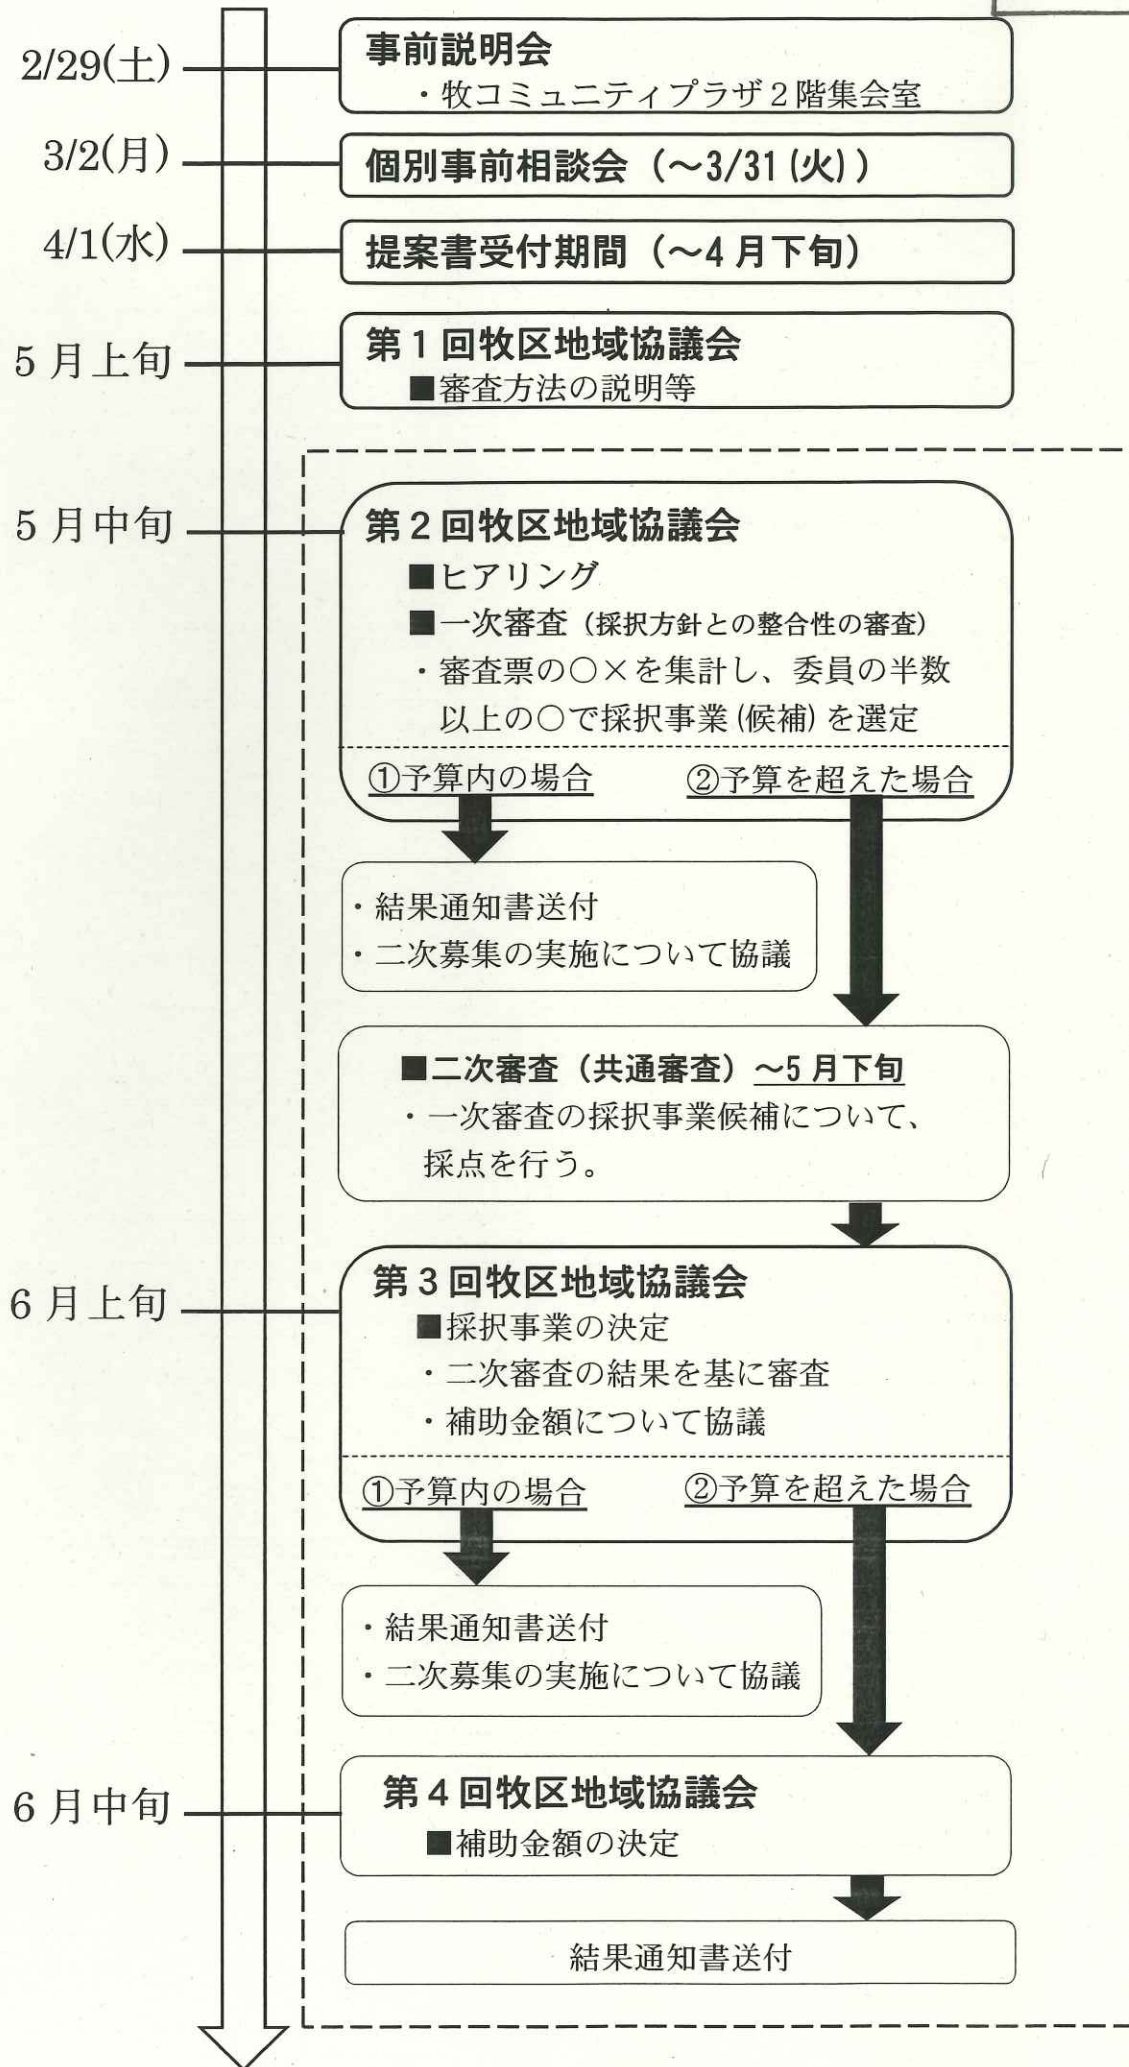 2/29(土)
事前説明会
・牧コミュニティプラザ２階集会室
3/2(月)
個別事前相談会（～3/31(火)）
4/1(水)
提案書受付期間（～4月下旬）
5月上旬
第１回牧区地域協議会
■審査方法の説明等
5月中旬
第２回牧区地域協議会
■ヒアリング
■一次審査（採択方針との整合性の審査）
・審査票の○×を集計し、委員の半数
以上の○で採択事業(候補)を選定
①予算内の場合
②予算を超えた場合
・結果通知書送付
・二次募集の実施について協議
■二次審査（共通審査）～5月下旬
・一次審査の採択事業候補について、
採点を行う。
6月上旬
第３回牧区地域協議会
■採択事業の決定
・二次審査の結果を基に審査
・補助金額について協議
①予算内の場合
②予算を超えた場合
・結果通知書送付
・二次募集の実施について協議
6月中旬
第４回牧区地域協議会
■補助金額の決定
結果通知書送付